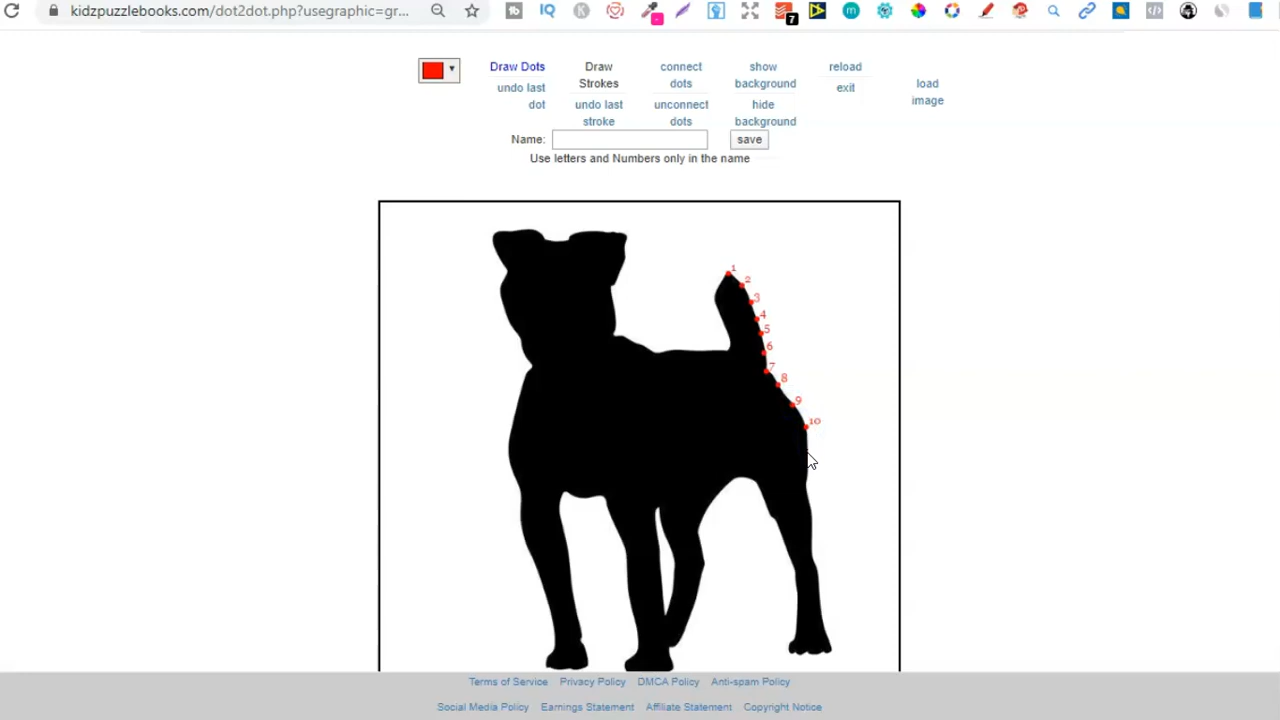 kidzpuzzlebooks.com/dot2dot.php?usegraphic=gr...
7
Draw Dots
undo last dot
Draw Strokes
undo last stroke
connect dots
unconnect dots
show background
hide background
reload
exit
load image
Name:
save
Use letters and Numbers only in the name
1
2
3
4
5
6
7
8
9
10
Terms of Service Privacy Policy DMCA Policy Anti-spam Policy
Social Media Policy Earnings Statement Affiliate Statement Copyright Notice